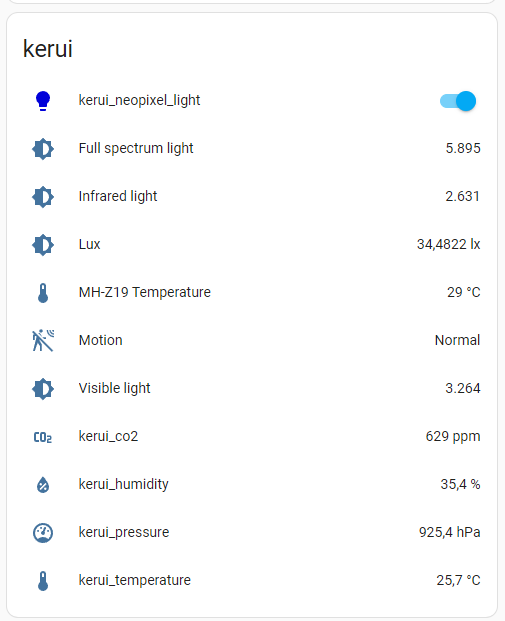 kerui
kerui_neopixel_light
Full spectrum light 5.895
Infrared light 2.631
Lux 34,4822 lx
MH-Z19 Temperature 29 °C
Motion Normal
Visible light 3.264
CO₂ kerui_co2 629 ppm
kerui_humidity 35,4 %
kerui_pressure 925,4 hPa
kerui_temperature 25,7 °C